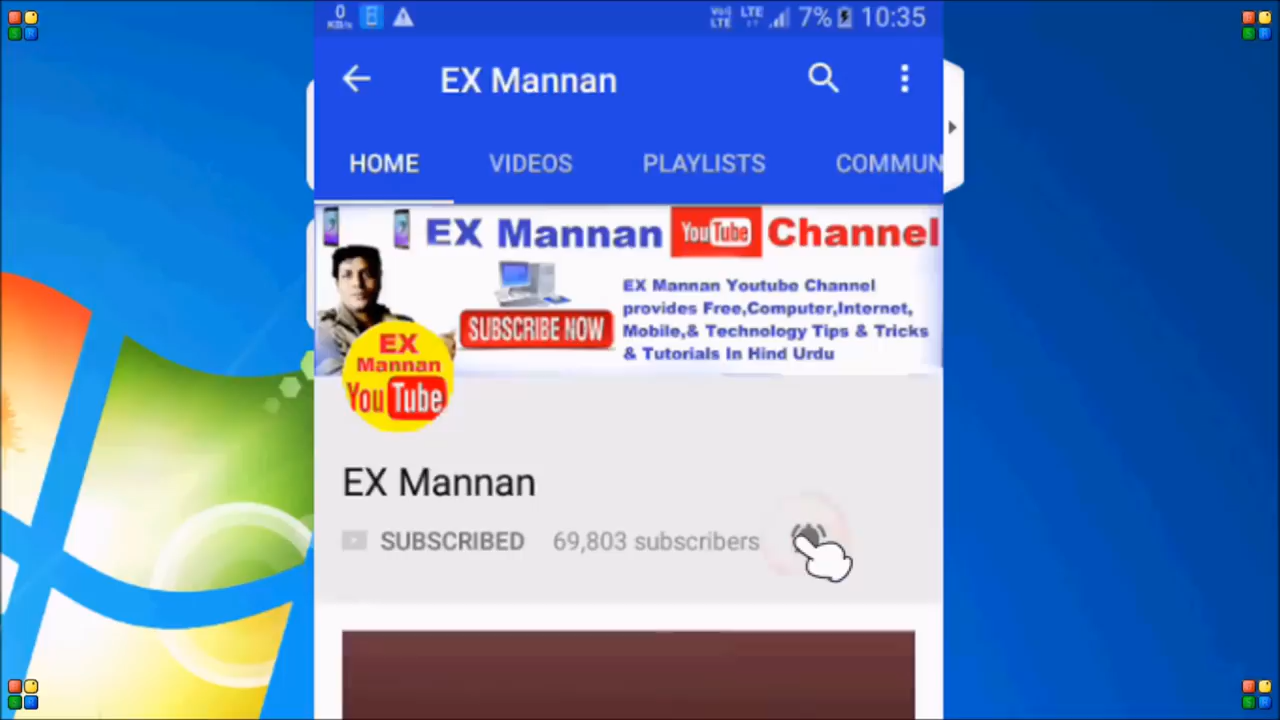 0
KB/s
VoI LTE LTE 7% 10:35
EX Mannan
HOME VIDEOS PLAYLISTS COMMUN
EX Mannan YouTube Channel
EX Mannan Youtube Channel
provides Free,Computer,Internet,
Mobile,& Technology Tips & Tricks
& Tutorials In Hind Urdu
SUBSCRIBE NOW
EX
Mannan
YouTube
EX Mannan
SUBSCRIBED 69,803 subscribers